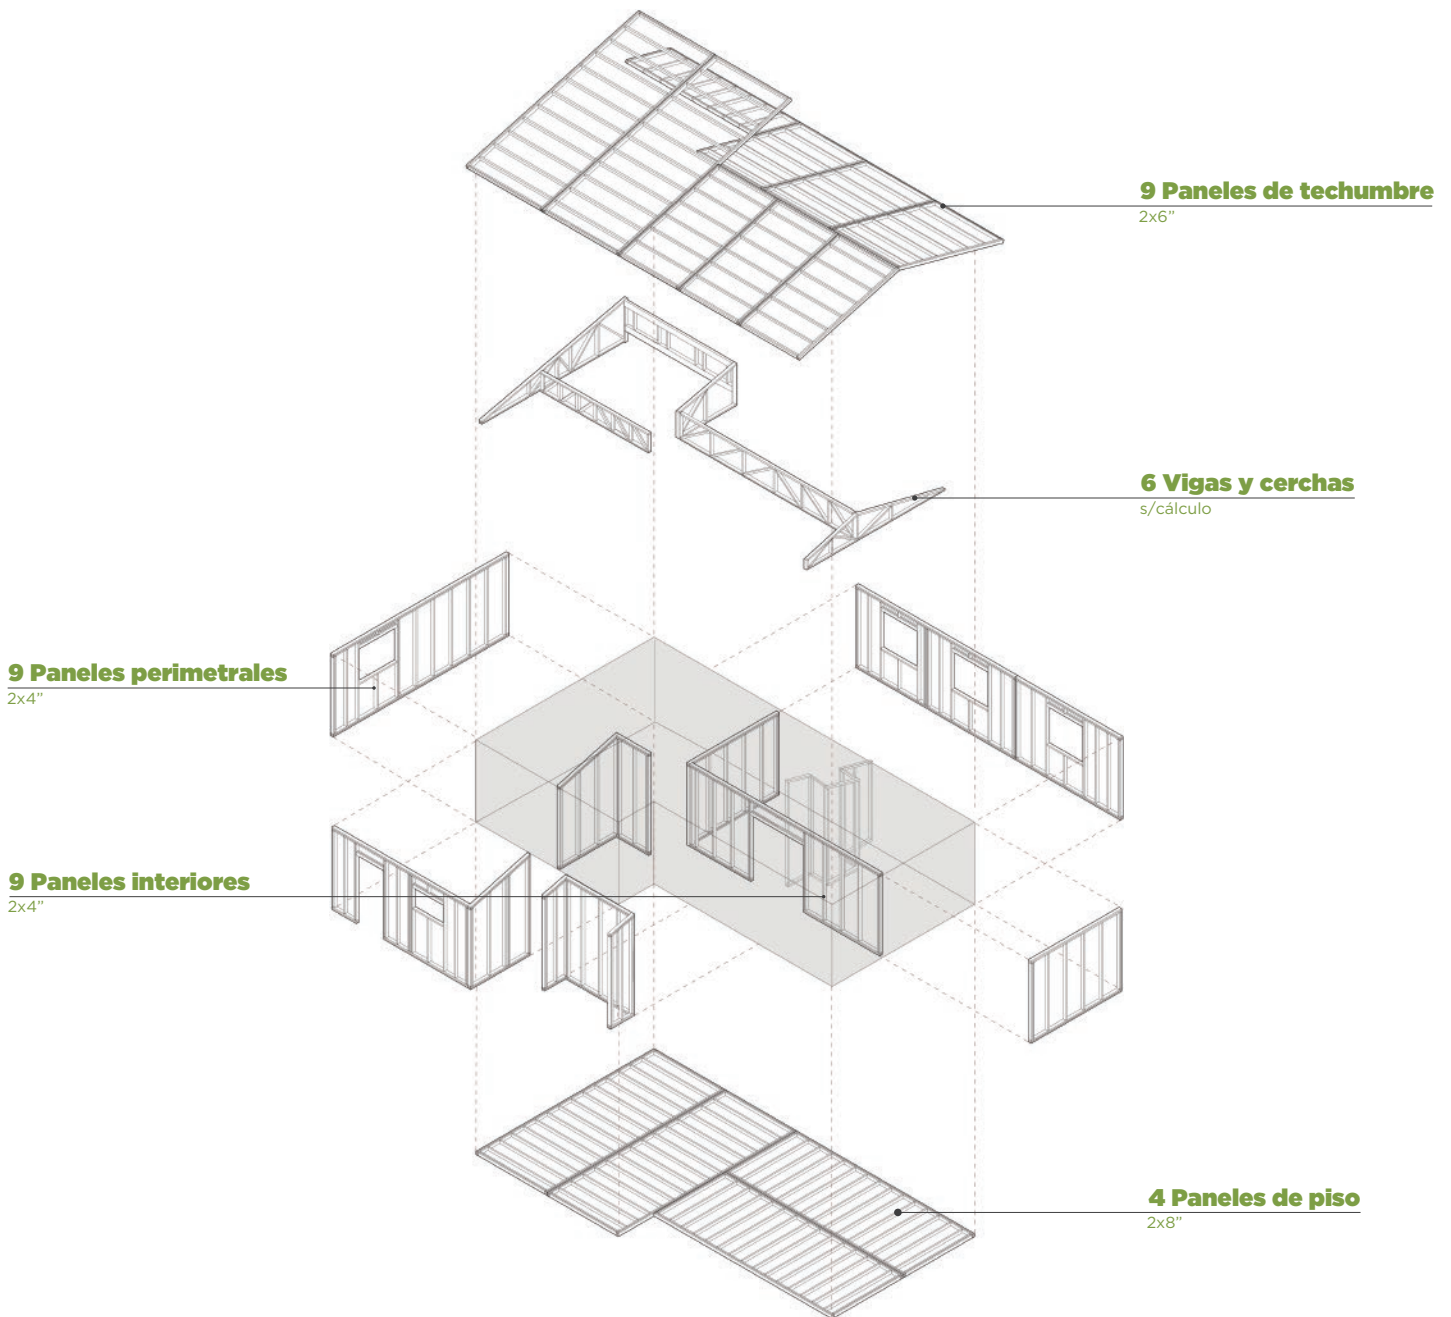 9 Paneles de techumbre
2x6”
6 Vigas y cerchas
s/cálculo
9 Paneles perimetrales
2x4”
9 Paneles interiores
2x4”
4 Paneles de piso
2x8”